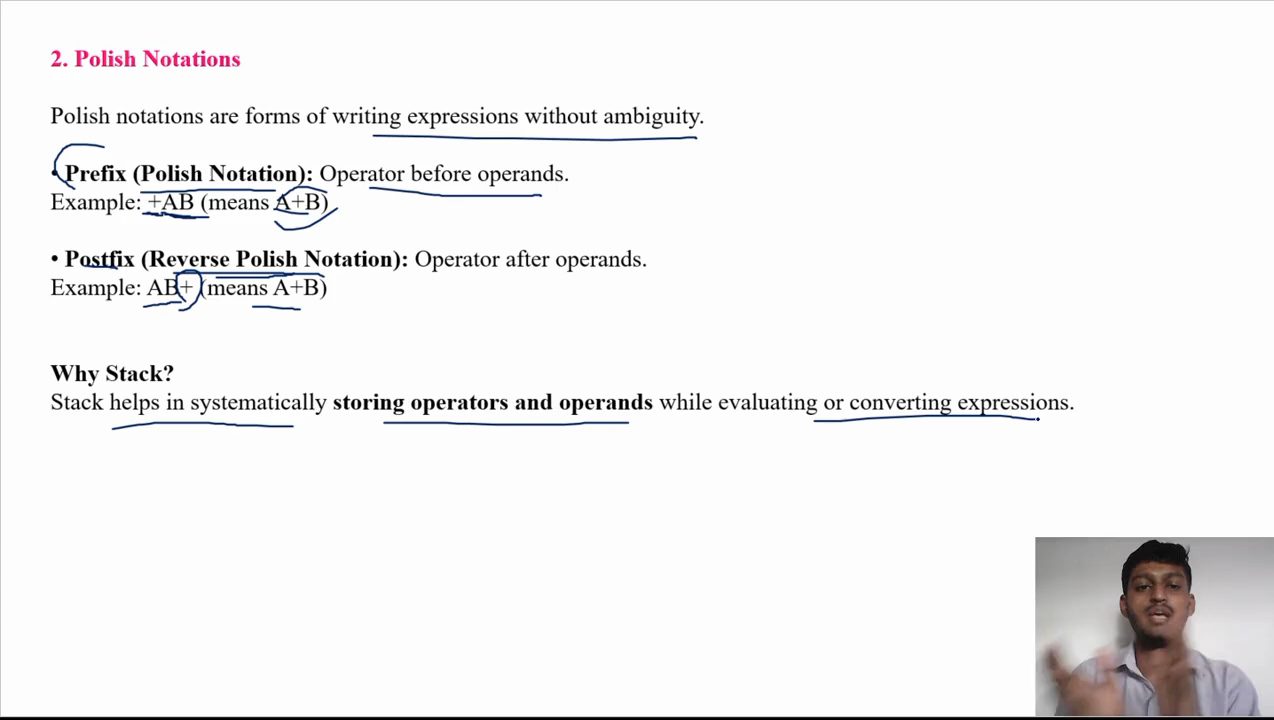 2. Polish Notations
Polish notations are forms of writing expressions without ambiguity.
• Prefix (Polish Notation): Operator before operands.
Example: +AB (means A+B)
• Postfix (Reverse Polish Notation): Operator after operands.
Example: AB+ (means A+B)
Why Stack?
Stack helps in systematically storing operators and operands while evaluating or converting expressions.